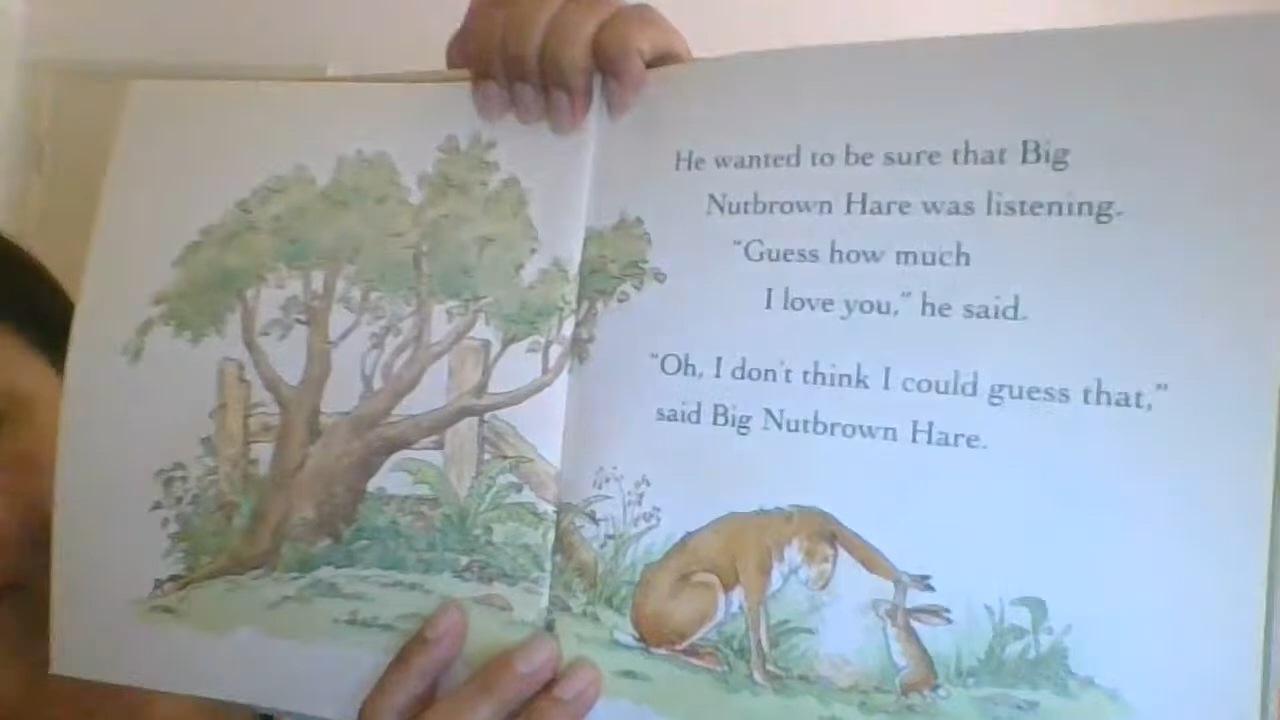 He wanted to be sure that Big
Nutbrown Hare was listening.
"Guess how much
I love you," he said.
"Oh, I don't think I could guess that,"
said Big Nutbrown Hare.